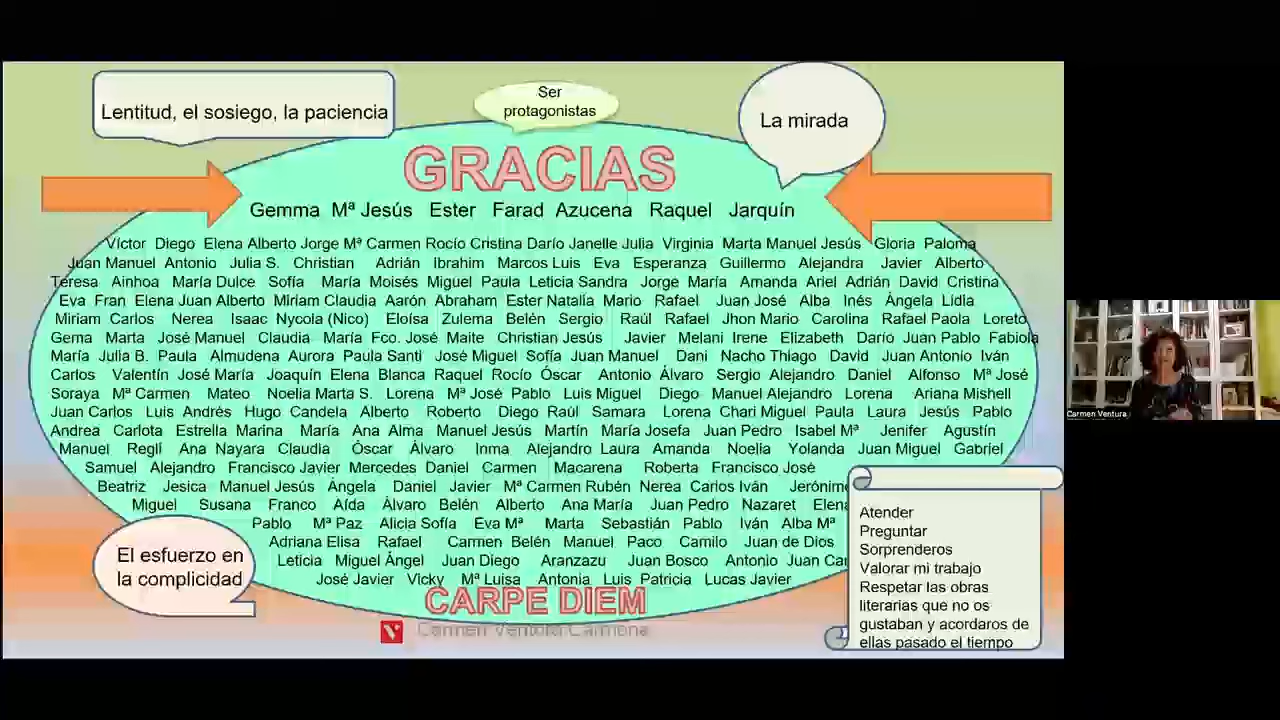 Lentitud, el sosiego, la paciencia
Ser
protagonistas
La mirada
GRACIAS
Gemma Mª Jesús Ester Farad Azucena Raquel Jarquín
Víctor Diego Elena Alberto Jorge Mª Carmen Rocío Cristina Darío Janelle Julia Virginia Marta Manuel Jesús Gloria Paloma
Juan Manuel Antonio Julia S. Christian Adrián Ibrahim Marcos Luis Eva Esperanza Guillermo Alejandra Javier Alberto
Teresa Ainhoa María Dulce Sofía María Moisés Miguel Paula Leticia Sandra Jorge María Amanda Ariel Adrián David Cristina
Eva Fran Elena Juan Alberto Miriam Claudia Aarón Abraham Ester Natalia Mario Rafael Juan José Alba Inés Ángela Lidia
Miriam Carlos Nerea Isaac Nycola (Nico) Eloísa Zulema Belén Sergio Raúl Rafael Jhon Mario Carolina Rafael Paola Loreto
Gema Marta José Manuel Claudia María Fco. José Maite Christian Jesús Javier Melani Irene Elizabeth Darío Juan Pablo Fabiola
María Julia B. Paula Almudena Aurora Paula Santi José Miguel Sofía Juan Manuel Dani Nacho Thiago David Juan Antonio Iván
Carlos Valentín José María Joaquín Elena Blanca Raquel Rocío Óscar Antonio Álvaro Sergio Alejandro Daniel Alfonso Mª José
Soraya Mª Carmen Mateo Noelia Marta S. Lorena Mª José Pablo Luis Miguel Diego Manuel Alejandro Lorena Ariana Mishell
Juan Carlos Luis Andrés Hugo Candela Alberto Roberto Diego Raúl Samara Lorena Chari Miguel Paula Laura Jesús Pablo
Andrea Carlota Estrella Marina María Ana Alma Manuel Jesús Martín María Josefa Juan Pedro Isabel Mª Jenifer Agustín
Manuel Regli Ana Nayara Claudia Óscar Álvaro Inma Alejandro Laura Amanda Noelia Yolanda Juan Miguel Gabriel
Samuel Alejandro Francisco Javier Mercedes Daniel Carmen Macarena Roberta Francisco José
Beatriz Jesica Manuel Jesús Ángela Daniel Javier Mª Carmen Rubén Nerea Carlos Iván Jerónimo
Miguel Susana Franco Aída Álvaro Belén Alberto Ana María Juan Pedro Nazaret Elena
Pablo Mª Paz Alicia Sofía Eva Mª Marta Sebastián Pablo Iván Alba Mª
Adriana Elisa Rafael Carmen Belén Manuel Paco Camilo Juan de Dios
Leticia Miguel Ángel Juan Diego Aranzazu Juan Bosco Antonio Juan Car
José Javier Vicky Mª Luisa Antonia Luis Patricia Lucas Javier
CARPE DIEM
Carmen Ventura Carmona
El esfuerzo en
la complicidad
Atender
Preguntar
Sorprenderos
Valorar mi trabajo
Respetar las obras
literarias que no os
gustaban y acordaros de
ellas pasado el tiempo
Carmen Ventura